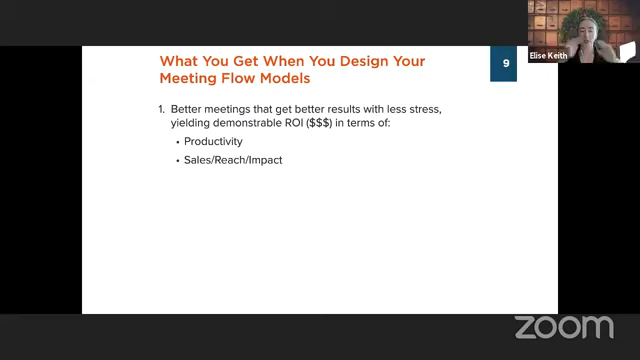 What You Get When You Design Your
Meeting Flow Models
9
Elise Keith
1. Better meetings that get better results with less stress,
yielding demonstrable ROI ($$$) in terms of:
• Productivity
• Sales/Reach/Impact
zoom